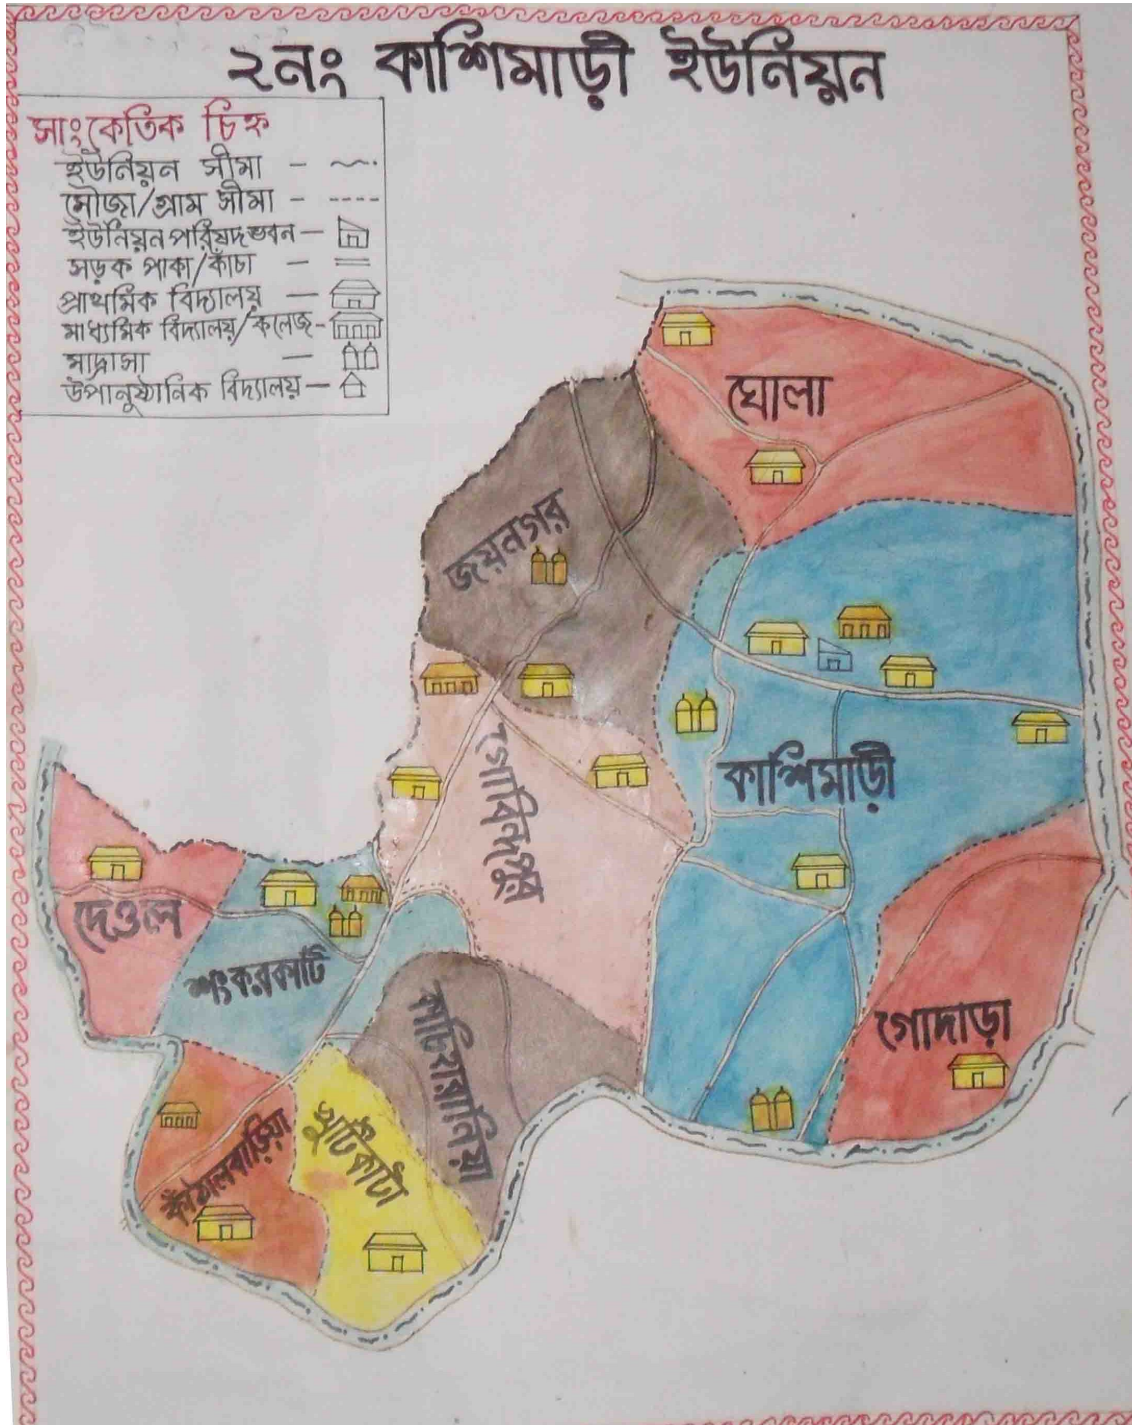 ২নং কাশিমাড়ী ইউনিয়ন
সাংকেতিক চিহ্ন
ইউনিয়ন সীমা –
মৌজা/গ্রাম সীমা –
ইউনিয়ন পরিষদ ভবন –
সড়ক পাকা/কাঁচা –
প্রাথমিক বিদ্যালয় –
মাধ্যমিক বিদ্যালয়/কলেজ-
মাদ্রাসা –
উপানুষ্ঠানিক বিদ্যালয় –
ঘোলা
জয়নগর
কাশিমাড়ী
গোবিন্দপুর
দেওল
শংকরকাটি
গোদাড়া
কাচিহারানিয়া
খুটিকাটা
কাঁঠালবাড়িয়া